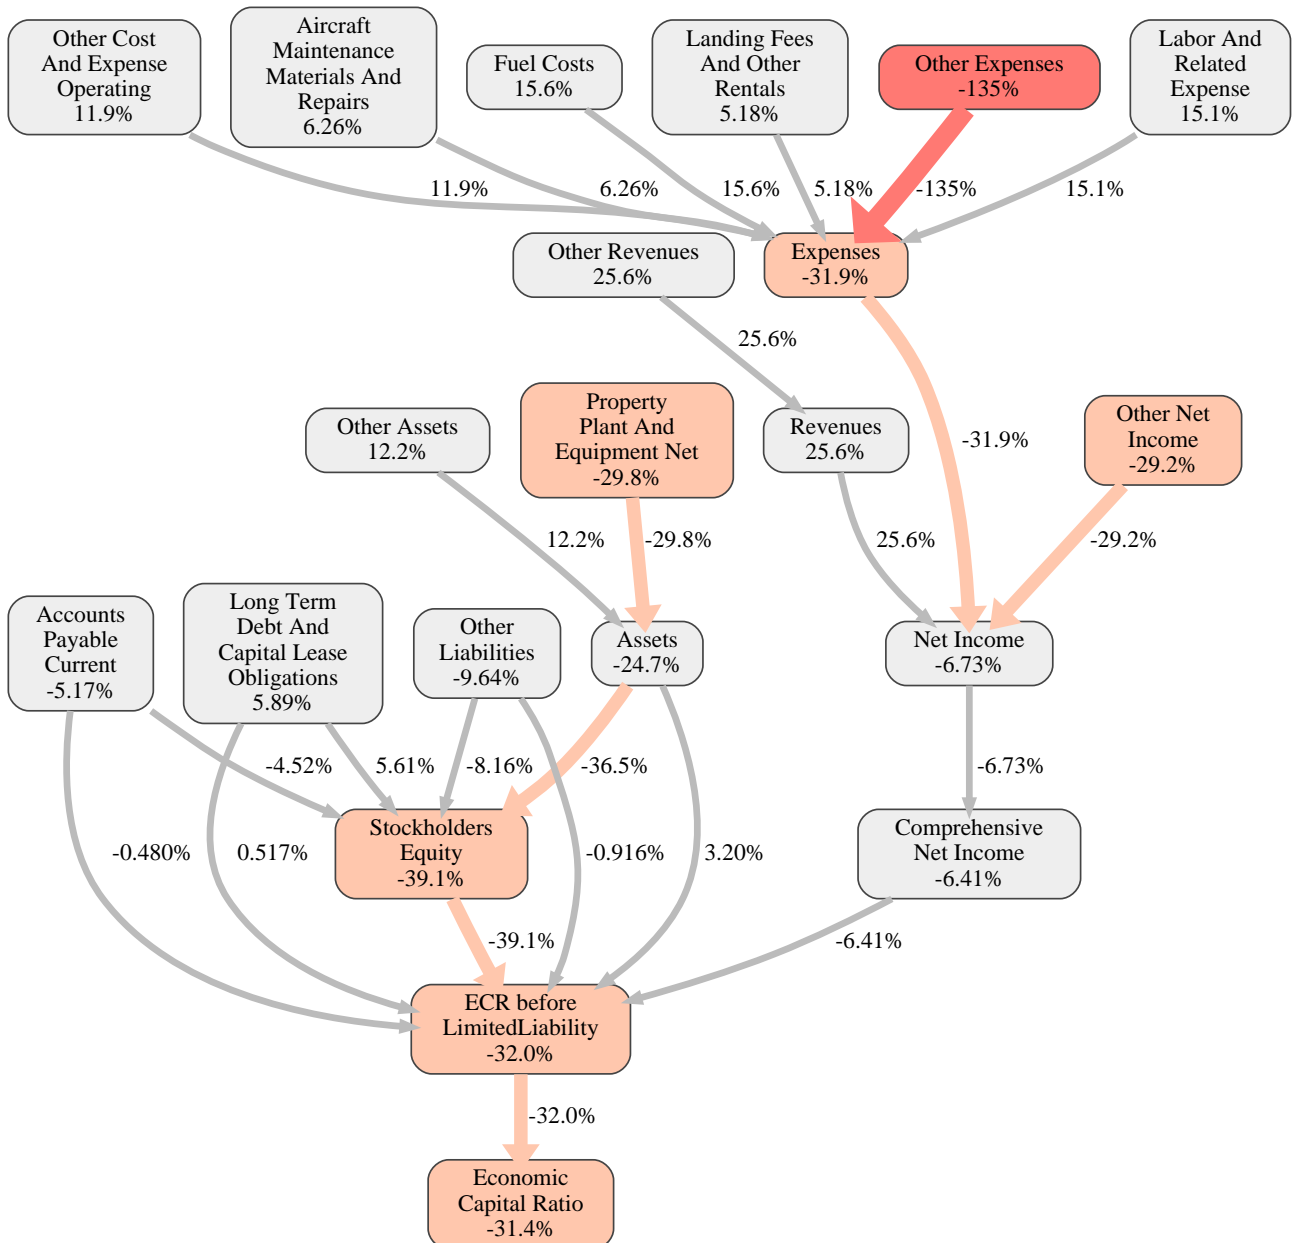 Other Cost
And Expense
Operating
11.9%
Aircraft
Maintenance
Materials And
Repairs
6.26%
Fuel Costs
15.6%
Landing Fees
And Other
Rentals
5.18%
Other Expenses
-135%
Labor And
Related
Expense
15.1%
11.9%
6.26%
15.6%
5.18%
-135%
15.1%
Other Revenues
25.6%
Expenses
-31.9%
25.6%
Other Assets
12.2%
Property
Plant And
Equipment Net
-29.8%
Revenues
25.6%
-31.9%
Other Net
Income
-29.2%
12.2%
-29.8%
25.6%
-29.2%
Accounts
Payable
Current
-5.17%
Long Term
Debt And
Capital Lease
Obligations
5.89%
Other
Liabilities
-9.64%
Assets
-24.7%
Net Income
-6.73%
-4.52%
5.61%
-8.16%
-36.5%
-6.73%
-0.480%
0.517%
Stockholders
Equity
-39.1%
-0.916%
3.20%
Comprehensive
Net Income
-6.41%
-39.1%
-6.41%
ECR before
LimitedLiability
-32.0%
-32.0%
Economic
Capital Ratio
-31.4%